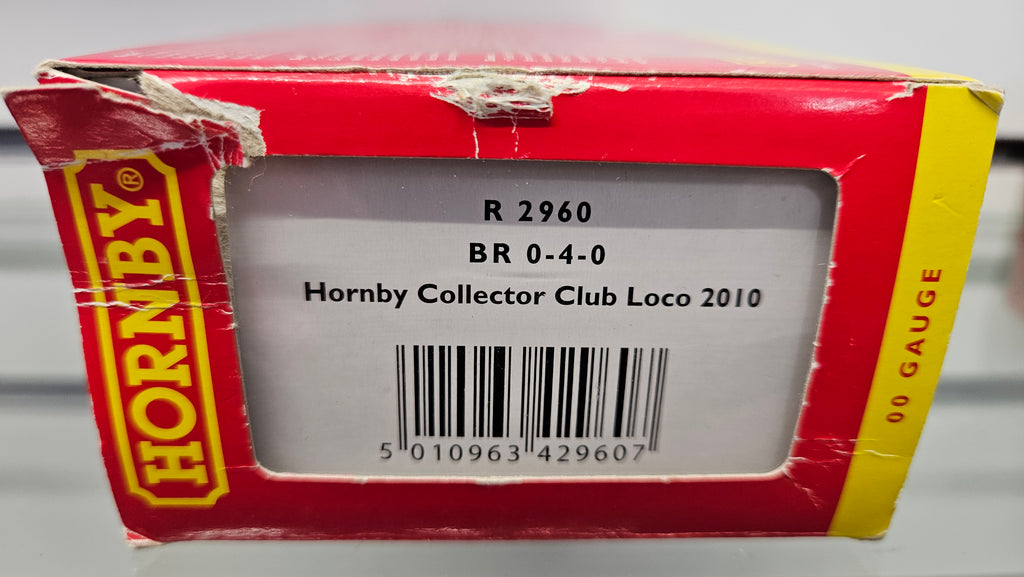 HORNBY®
R 2960
BR 0-4-0
Hornby Collector Club Loco 2010
5 010963 429607
00 GAUGE